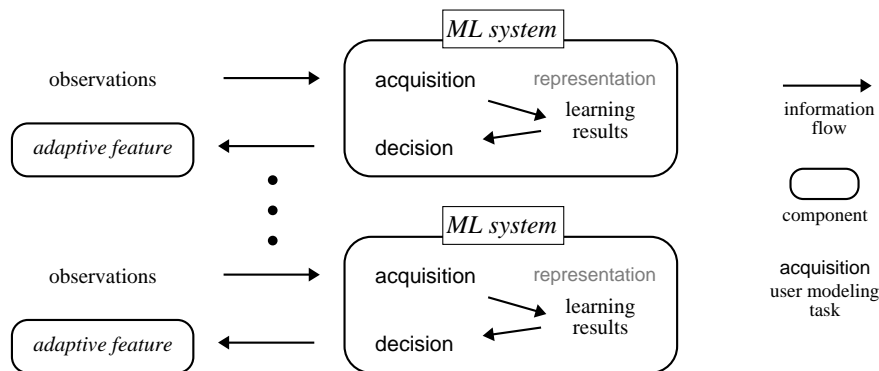 ML system
observations
acquisition
representation
learning
results
adaptive feature
decision
ML system
observations
acquisition
representation
learning
results
adaptive feature
decision
information
flow
component
acquisition
user modeling
task